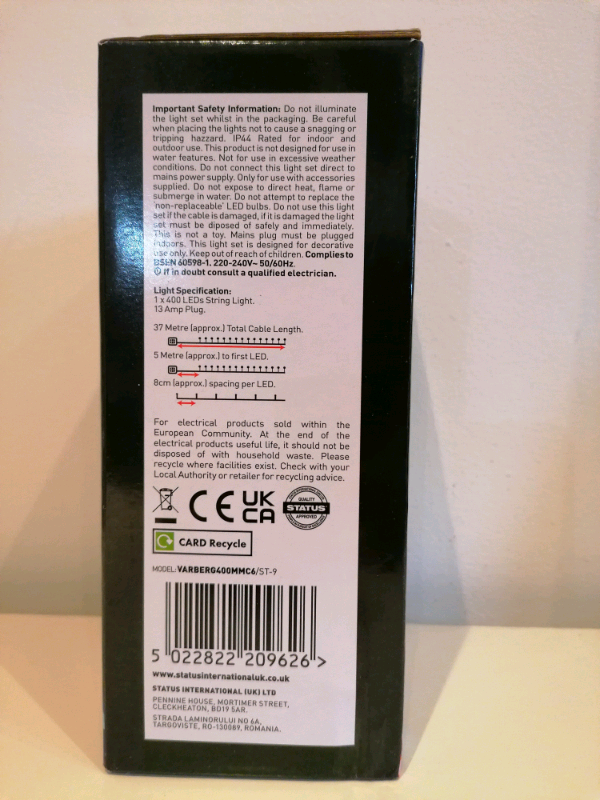 Important Safety Information: Do not illuminate
the light set whilst in the packaging. Be careful
when placing the lights not to cause a snagging or
tripping hazzard. IP44 Rated for indoor and
outdoor use. This product is not designed for use in
water features. Not for use in excessive weather
conditions. Do not connect this light set direct to
mains power supply. Only for use with accessories
supplied. Do not expose to direct heat, flame or
submerge in water. Do not attempt to replace the
'non-replaceable' LED bulbs. Do not use this light
set if the cable is damaged, if it is damaged the light
set must be diposed of safely and immediately.
This is not a toy. Mains plug must be plugged
indoors. This light set is designed for decorative
use only. Keep out of reach of children. Complies to
BSEN 60598-1. 220-240V~ 50/60Hz
If in doubt consult a qualified electrician.
Light Specification:
1 x 400 LEDs String Light.
13 Amp Plug.
37 Metre (approx.) Total Cable Length.
5 Metre (approx.) to first LED.
8cm (approx.) spacing per LED.
For electrical products sold within the
European Community. At the end of the
electrical products useful life, it should not be
disposed of with household waste. Please
recycle where facilities exist. Check with your
Local Authority or retailer for recycling advice.
CE UK CA
QUALITY
STATUS
APPROVED
CARD Recycle
MODEL: VARBERG400MMC6/ST-9
5 022822 209626 >
www.statusinternationaluk.co.uk
STATUS INTERNATIONAL (UK) LTD
PENNINE HOUSE, MORTIMER STREET,
CLECKHEATON, BD19 5AR.
STRADA LAMINORULUI NO 6A,
TARGOVISTE, RO-130089, ROMANIA.